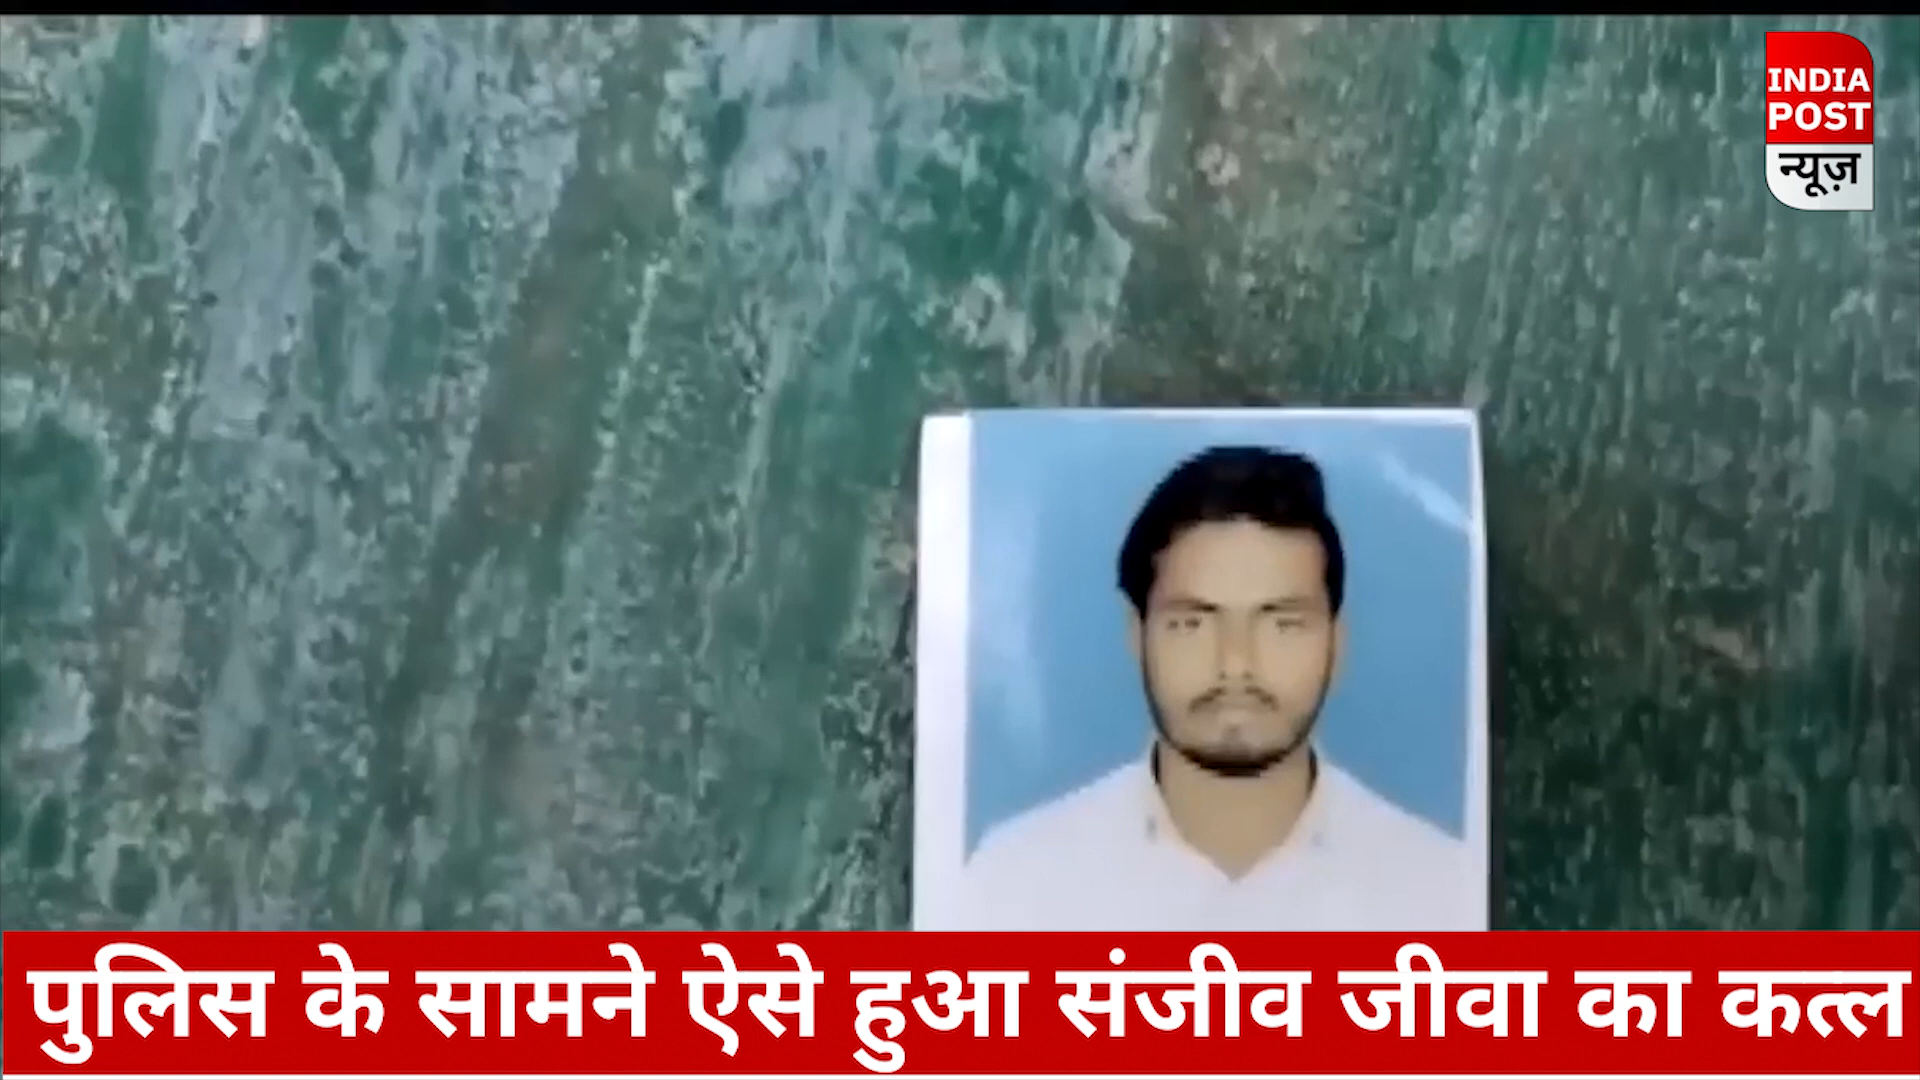 INDIA
POST
न्यूज़
पुलिस के सामने ऐसे हुआ संजीव जीवा का कत्ल